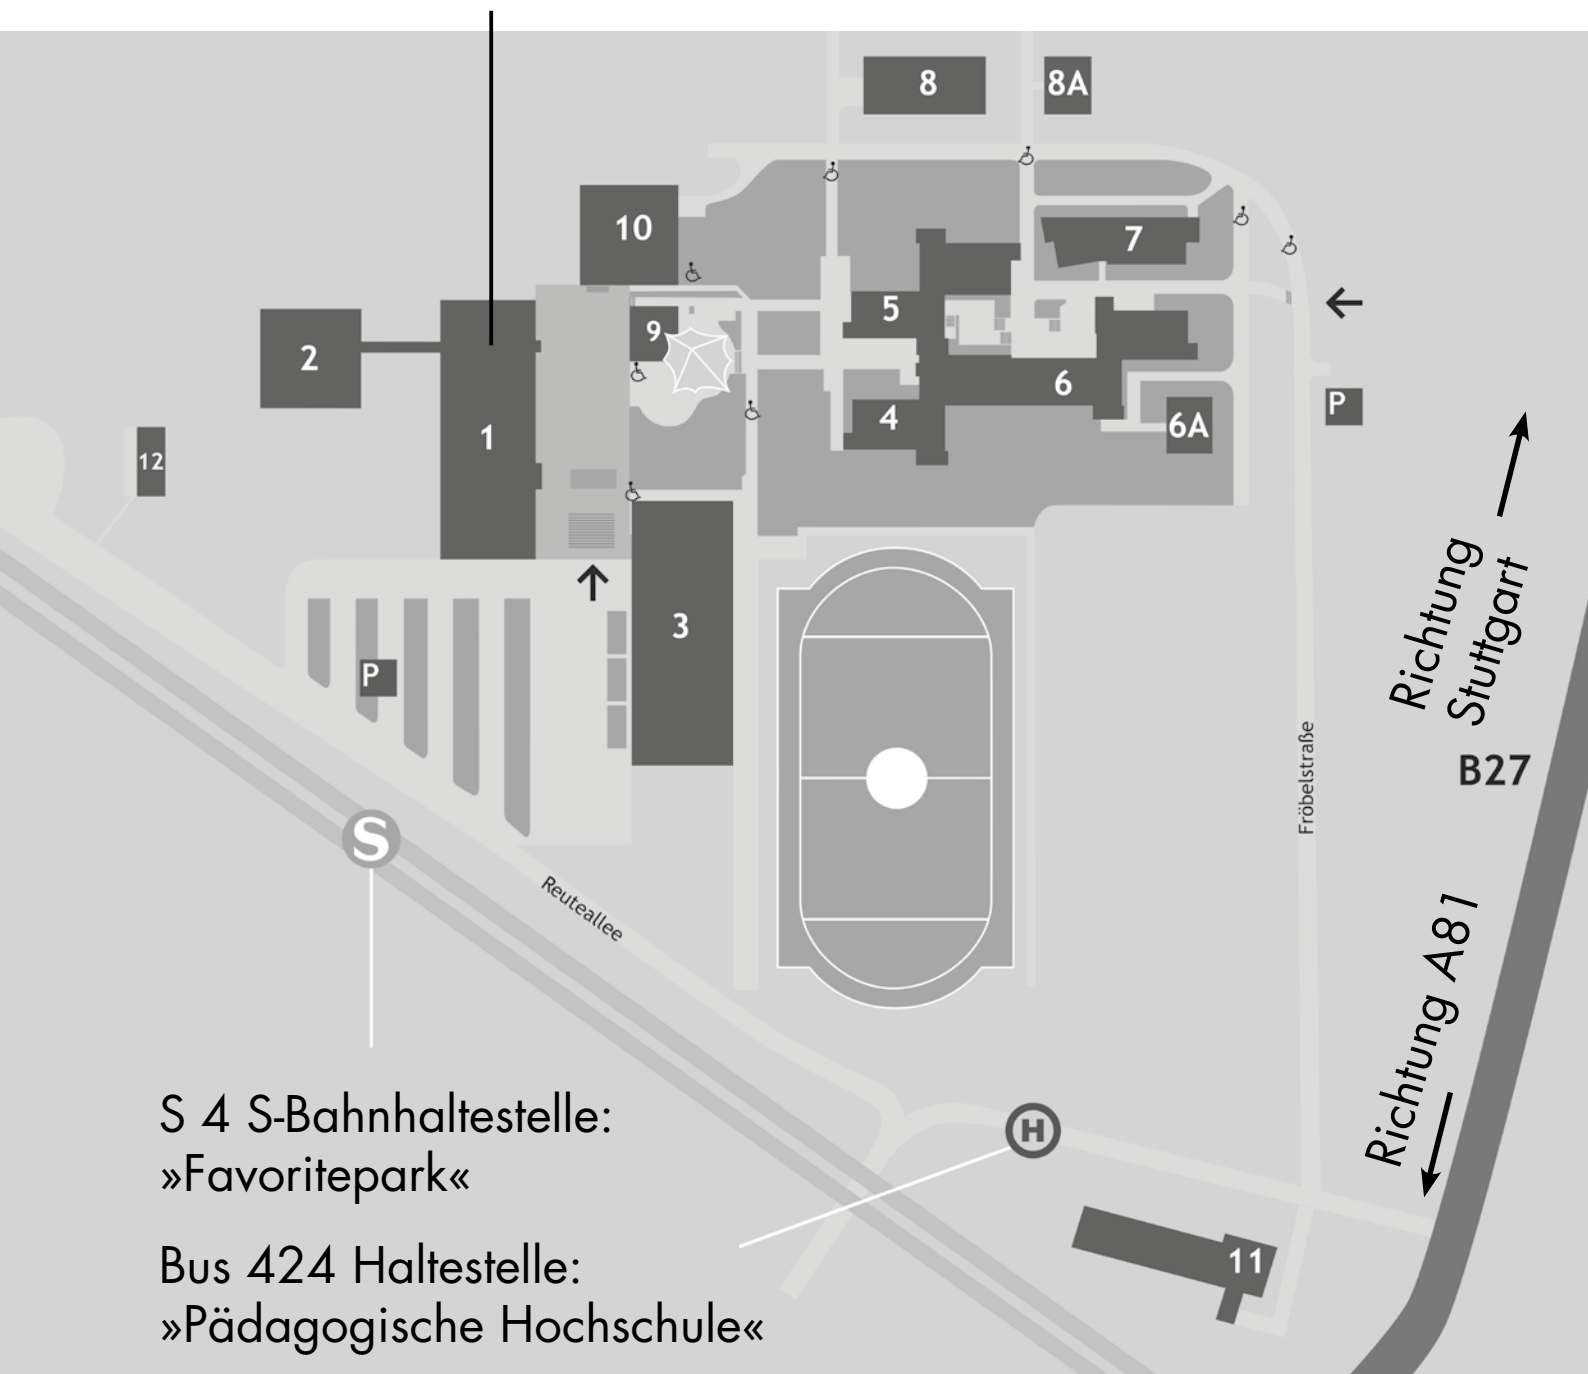 8
8A
10
7
5
9
2
6
P
4
6A
1
12
3
P
Richtung
Stuttgart
B27
Fröbelstraße
S
Reuteallee
Richtung A81
S 4 S-Bahnhaltestelle:
»Favoritepark«
H
Bus 424 Haltestelle:
»Pädagogische Hochschule«
11